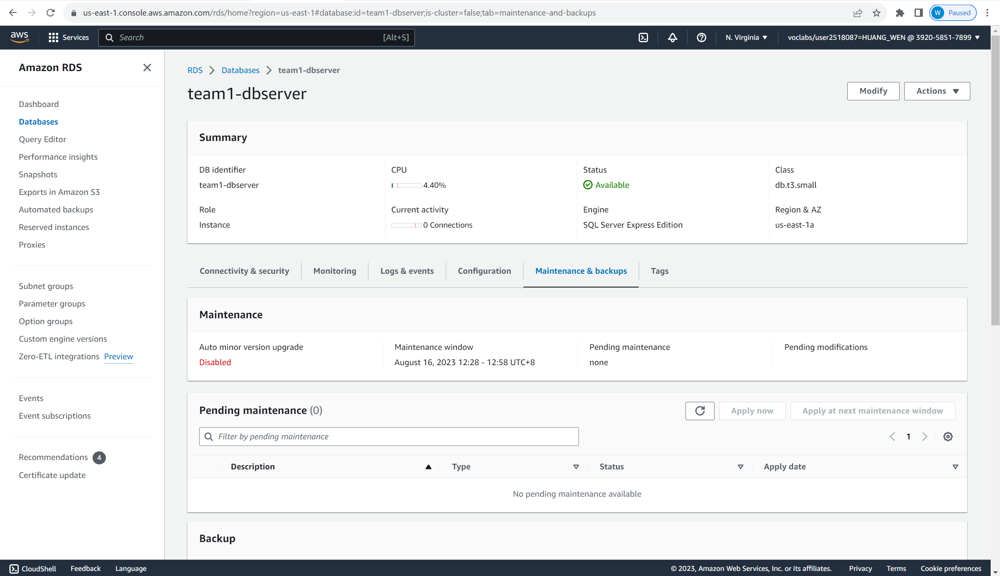 us-east-1.console.aws.amazon.com/rds/home?region=us-east-1#database:id=team1-dbserver;is-cluster=false;tab=maintenance-and-backups
W Paused
aws Services Search [Alt+S] N. Virginia voclabs/user2518087=HUANG_WEN @ 3920-5851-7899
Amazon RDS
Dashboard
Databases
Query Editor
Performance insights
Snapshots
Exports in Amazon S3
Automated backups
Reserved instances
Proxies
Subnet groups
Parameter groups
Option groups
Custom engine versions
Zero-ETL integrations Preview
Events
Event subscriptions
Recommendations 4
Certificate update
RDS Databases team1-dbserver
team1-dbserver
Modify Actions
Summary
DB identifier CPU Status Class
team1-dbserver 4.40% Available db.t3.small
Role Current activity Engine Region & AZ
Instance 0 Connections SQL Server Express Edition us-east-1a
Connectivity & security Monitoring Logs & events Configuration Maintenance & backups Tags
Maintenance
Auto minor version upgrade Maintenance window Pending maintenance Pending modifications
Disabled August 16, 2023 12:28 - 12:58 UTC+8 none
Pending maintenance (0) Apply now Apply at next maintenance window
Filter by pending maintenance 1
Description Type Status Apply date
No pending maintenance available
Backup
CloudShell Feedback Language © 2023, Amazon Web Services, Inc. or its affiliates. Privacy Terms Cookie preferences